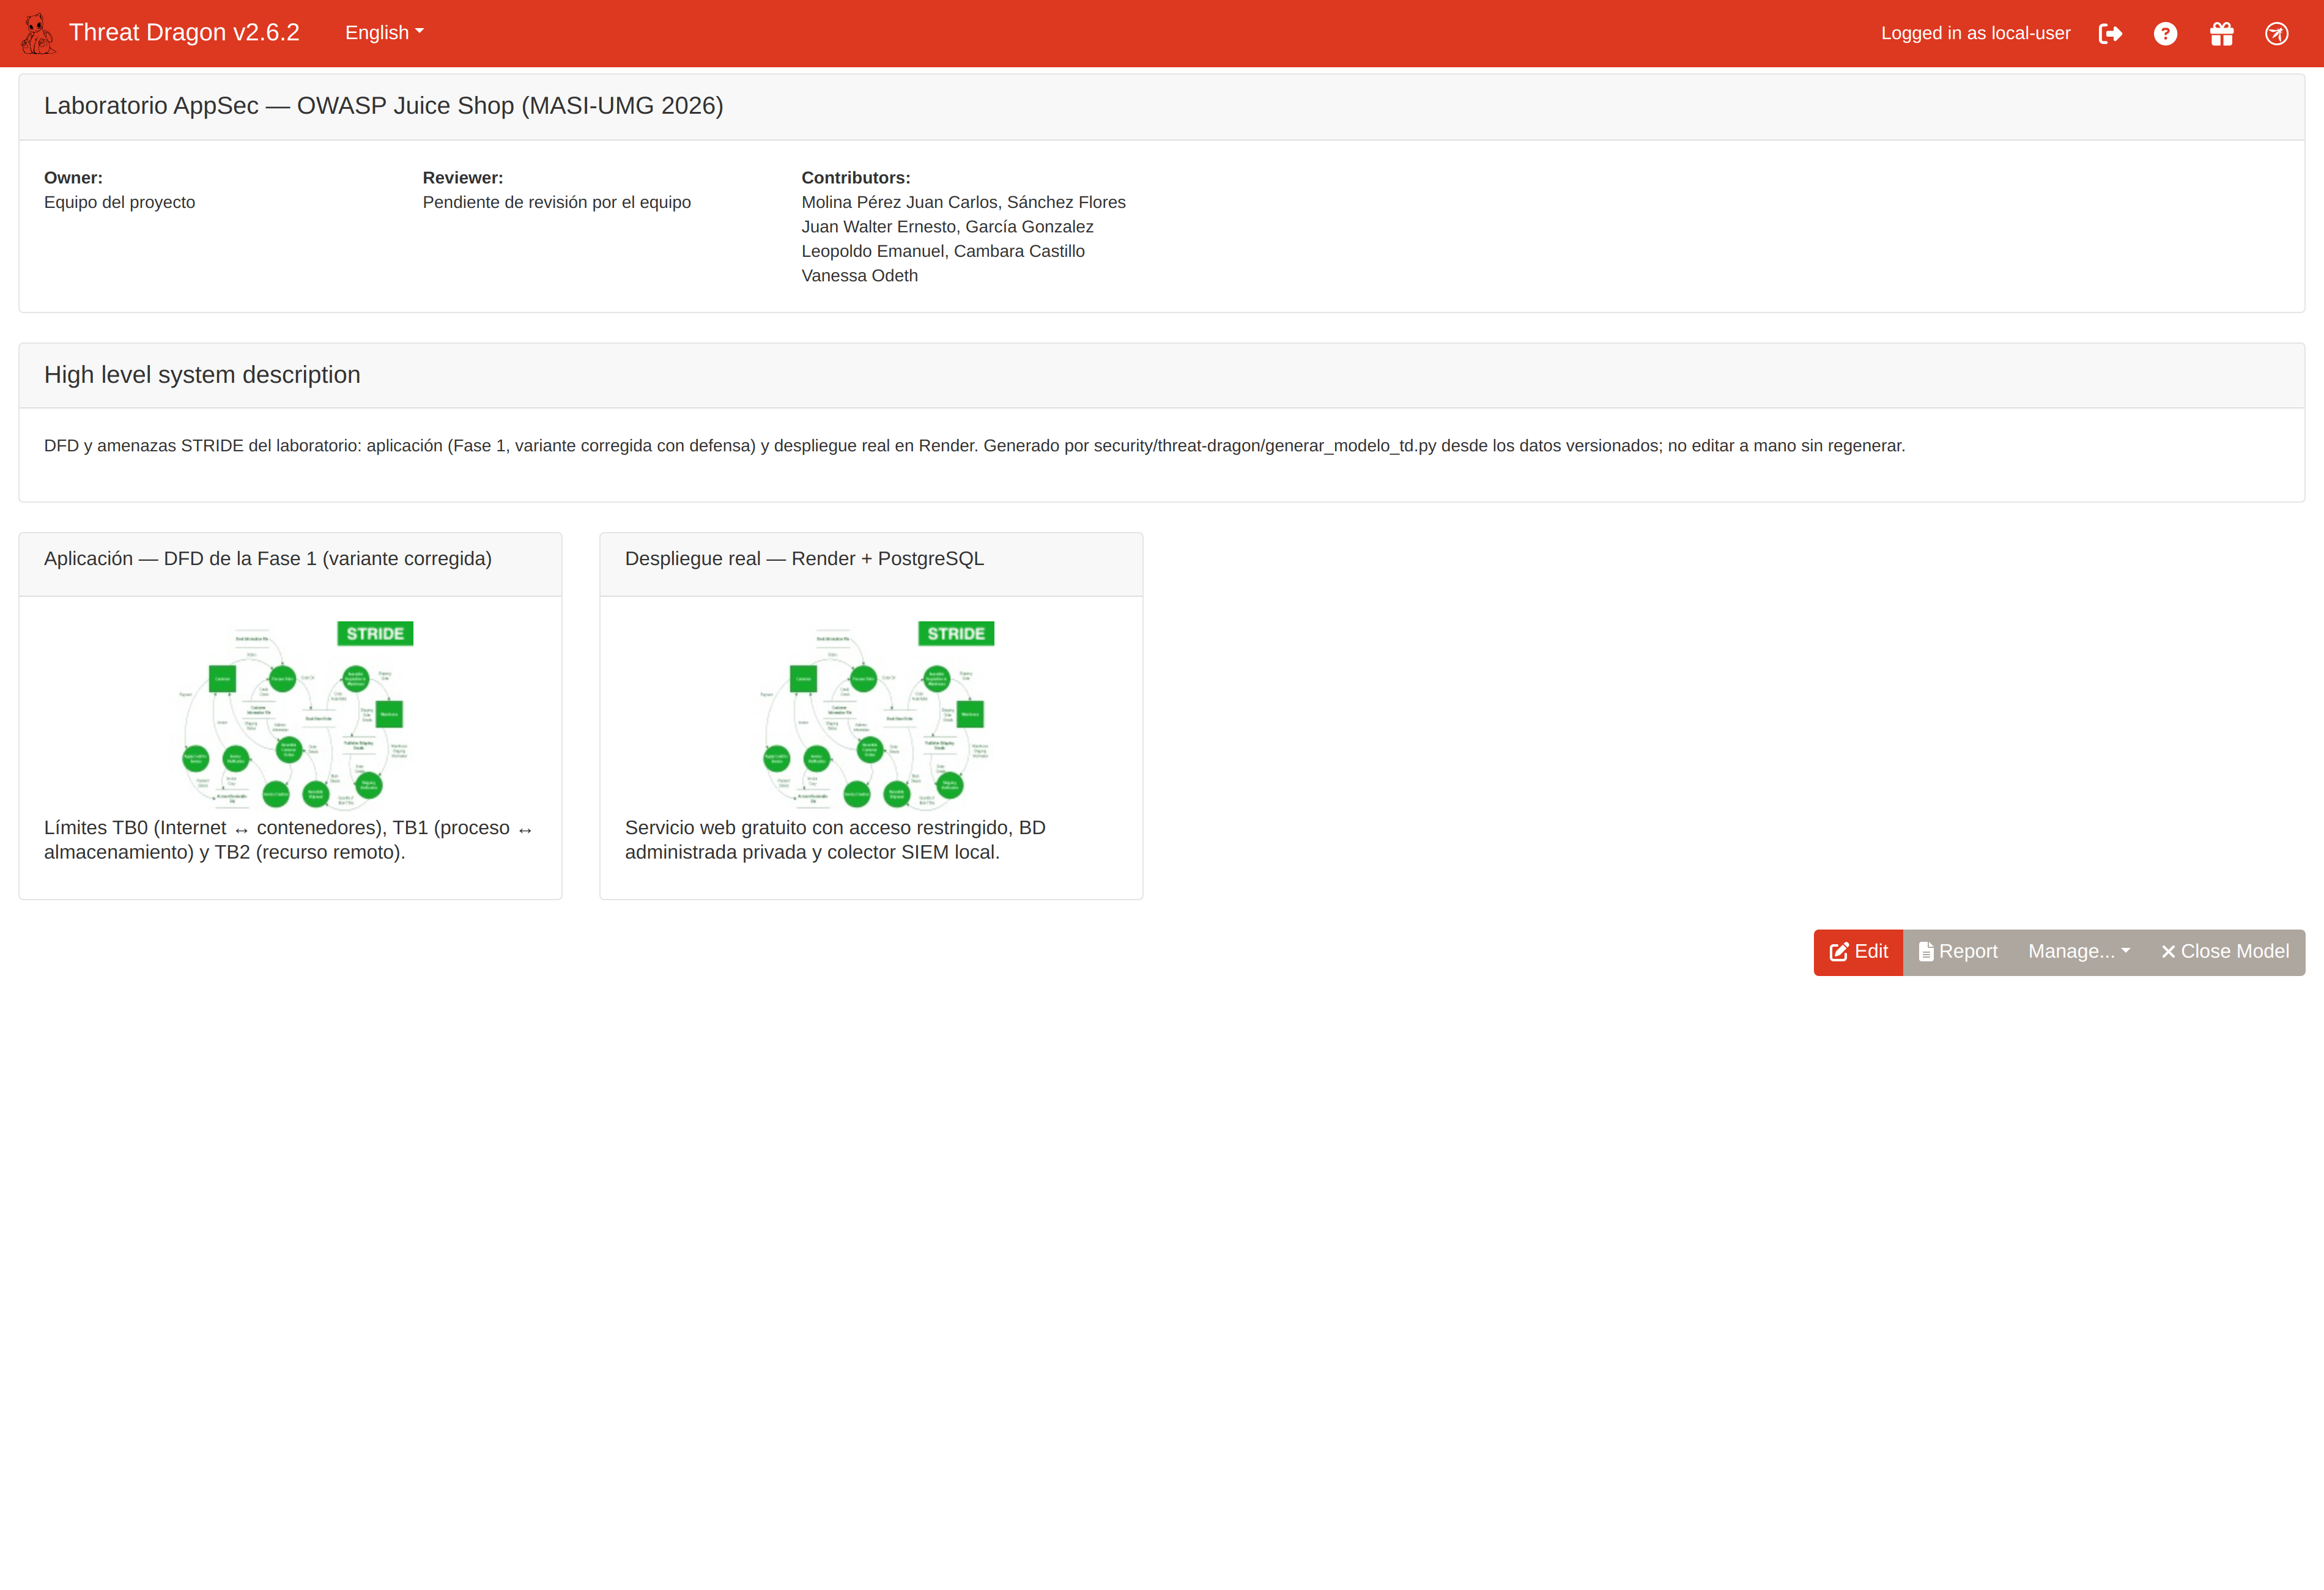 Threat Dragon v2.6.2
English
Logged in as local-user
Laboratorio AppSec — OWASP Juice Shop (MASI-UMG 2026)
Owner:
Equipo del proyecto
Reviewer:
Pendiente de revisión por el equipo
Contributors:
Molina Pérez Juan Carlos, Sánchez Flores
Juan Walter Ernesto, García Gonzalez
Leopoldo Emanuel, Cambara Castillo
Vanessa Odeth
High level system description
DFD y amenazas STRIDE del laboratorio: aplicación (Fase 1, variante corregida con defensa) y despliegue real en Render. Generado por security/threat-dragon/generar_modelo_td.py desde los datos versionados; no editar a mano sin regenerar.
Aplicación — DFD de la Fase 1 (variante corregida)
STRIDE
Límites TB0 (Internet ↔ contenedores), TB1 (proceso ↔
almacenamiento) y TB2 (recurso remoto).
Despliegue real — Render + PostgreSQL
STRIDE
Servicio web gratuito con acceso restringido, BD
administrada privada y colector SIEM local.
Edit
Report
Manage...
Close Model